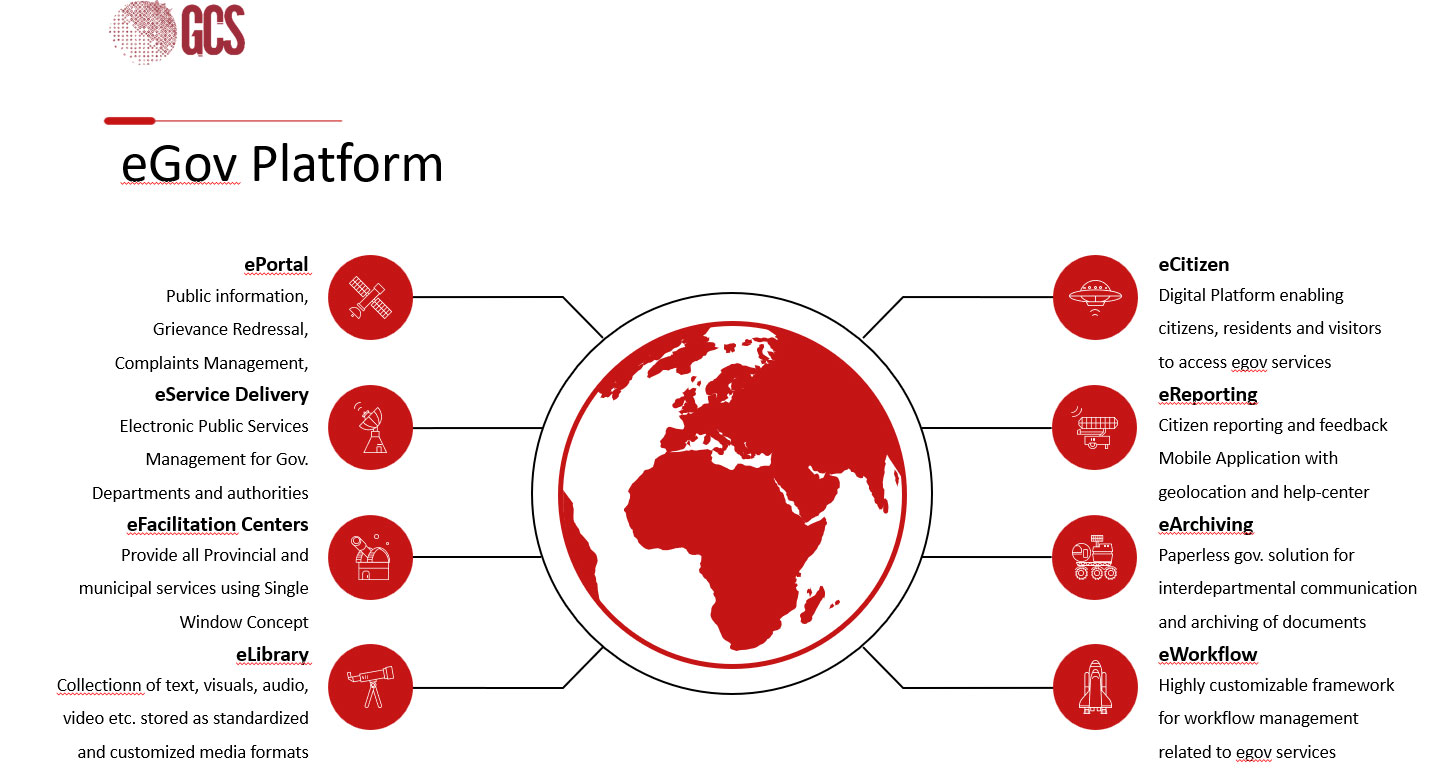 GCS
eGov Platform
ePortal
Public information,
Grievance Redressal,
Complaints Management,
eService Delivery
Electronic Public Services
Management for Gov.
Departments and authorities
eFacilitation Centers
Provide all Provincial and
municipal services using Single
Window Concept
eLibrary
Collectionn of text, visuals, audio,
video etc. stored as standardized
and customized media formats
eCitizen
Digital Platform enabling
citizens, residents and visitors
to access egov services
eReporting
Citizen reporting and feedback
Mobile Application with
geolocation and help-center
eArchiving
Paperless gov. solution for
interdepartmental communication
and archiving of documents
eWorkflow
Highly customizable framework
for workflow management
related to egov services